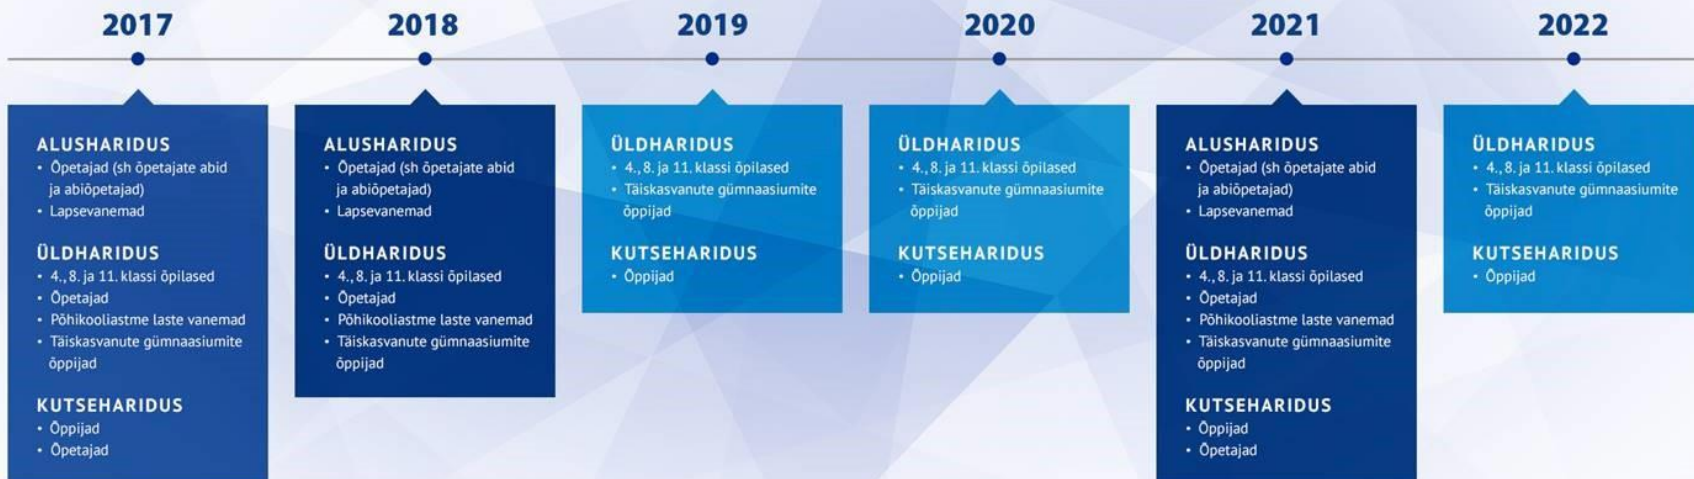 2017
2018
2019
2020
2021
2022
ALUSHARIDUS
• Õpetajad (sh õpetajate abid
ja abiõpetajad)
• Lapsevanemad
ÜLDHARIDUS
• 4., 8. ja 11. klassi õpilased
• Õpetajad
• Põhikooliastme laste vanemad
• Täiskasvanute gümnaasiumite
õppijad
KUTSEHARIDUS
• Õppijad
• Õpetajad
ALUSHARIDUS
• Õpetajad (sh õpetajate abid
ja abiõpetajad)
• Lapsevanemad
ÜLDHARIDUS
• 4., 8. ja 11. klassi õpilased
• Õpetajad
• Põhikooliastme laste vanemad
• Täiskasvanute gümnaasiumite
õppijad
ÜLDHARIDUS
• 4., 8. ja 11. klassi õpilased
• Täiskasvanute gümnaasiumite
õppijad
KUTSEHARIDUS
• Õppijad
ÜLDHARIDUS
• 4., 8. ja 11. klassi õpilased
• Täiskasvanute gümnaasiumite
õppijad
KUTSEHARIDUS
• Õppijad
ALUSHARIDUS
• Õpetajad (sh õpetajate abid
ja abiõpetajad)
• Lapsevanemad
ÜLDHARIDUS
• 4., 8. ja 11. klassi õpilased
• Õpetajad
• Põhikooliastme laste vanemad
• Täiskasvanute gümnaasiumite
õppijad
KUTSEHARIDUS
• Õppijad
• Õpetajad
ÜLDHARIDUS
• 4., 8. ja 11. klassi õpilased
• Täiskasvanute gümnaasiumite
õppijad
KUTSEHARIDUS
• Õppijad